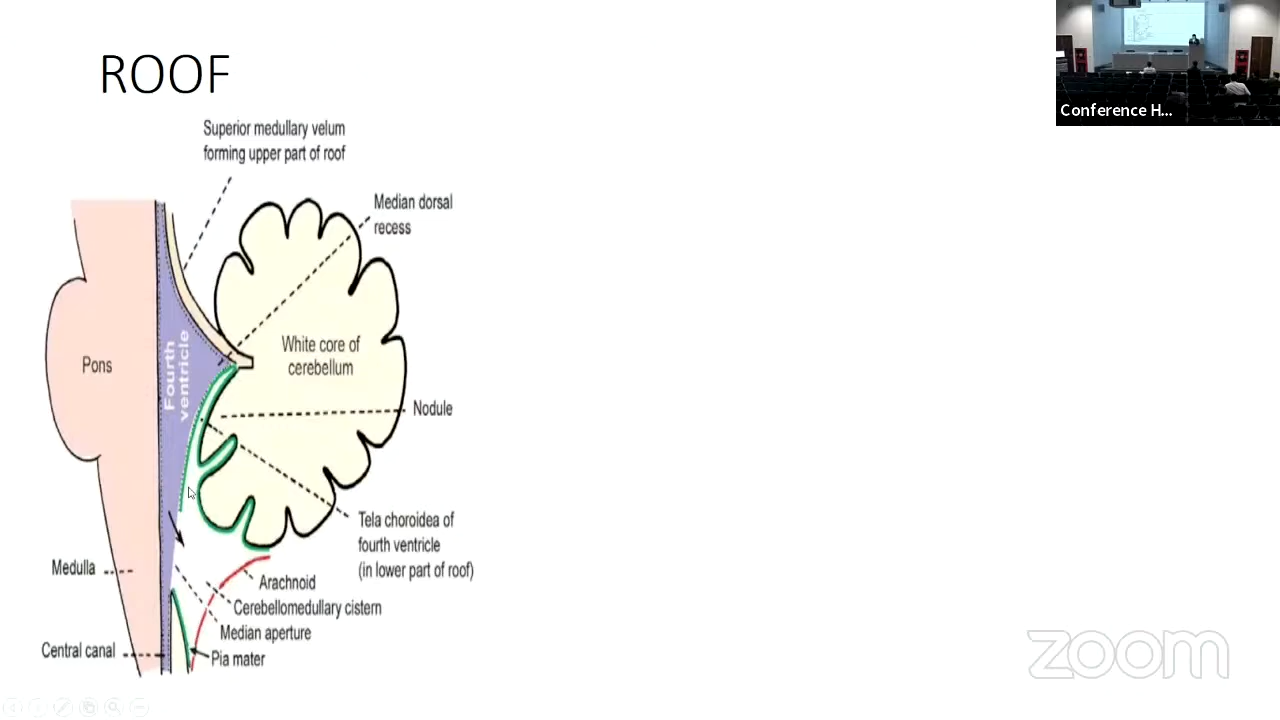 ROOF
Conference H...
Superior medullary velum
forming upper part of roof
Median dorsal
recess
White core of
cerebellum
Pons
Fourth
ventricle
Nodule
Tela choroidea of
fourth ventricle
(in lower part of roof)
Medulla
Arachnoid
Cerebellomedullary cistern
Median aperture
Central canal
Pia mater
zoom